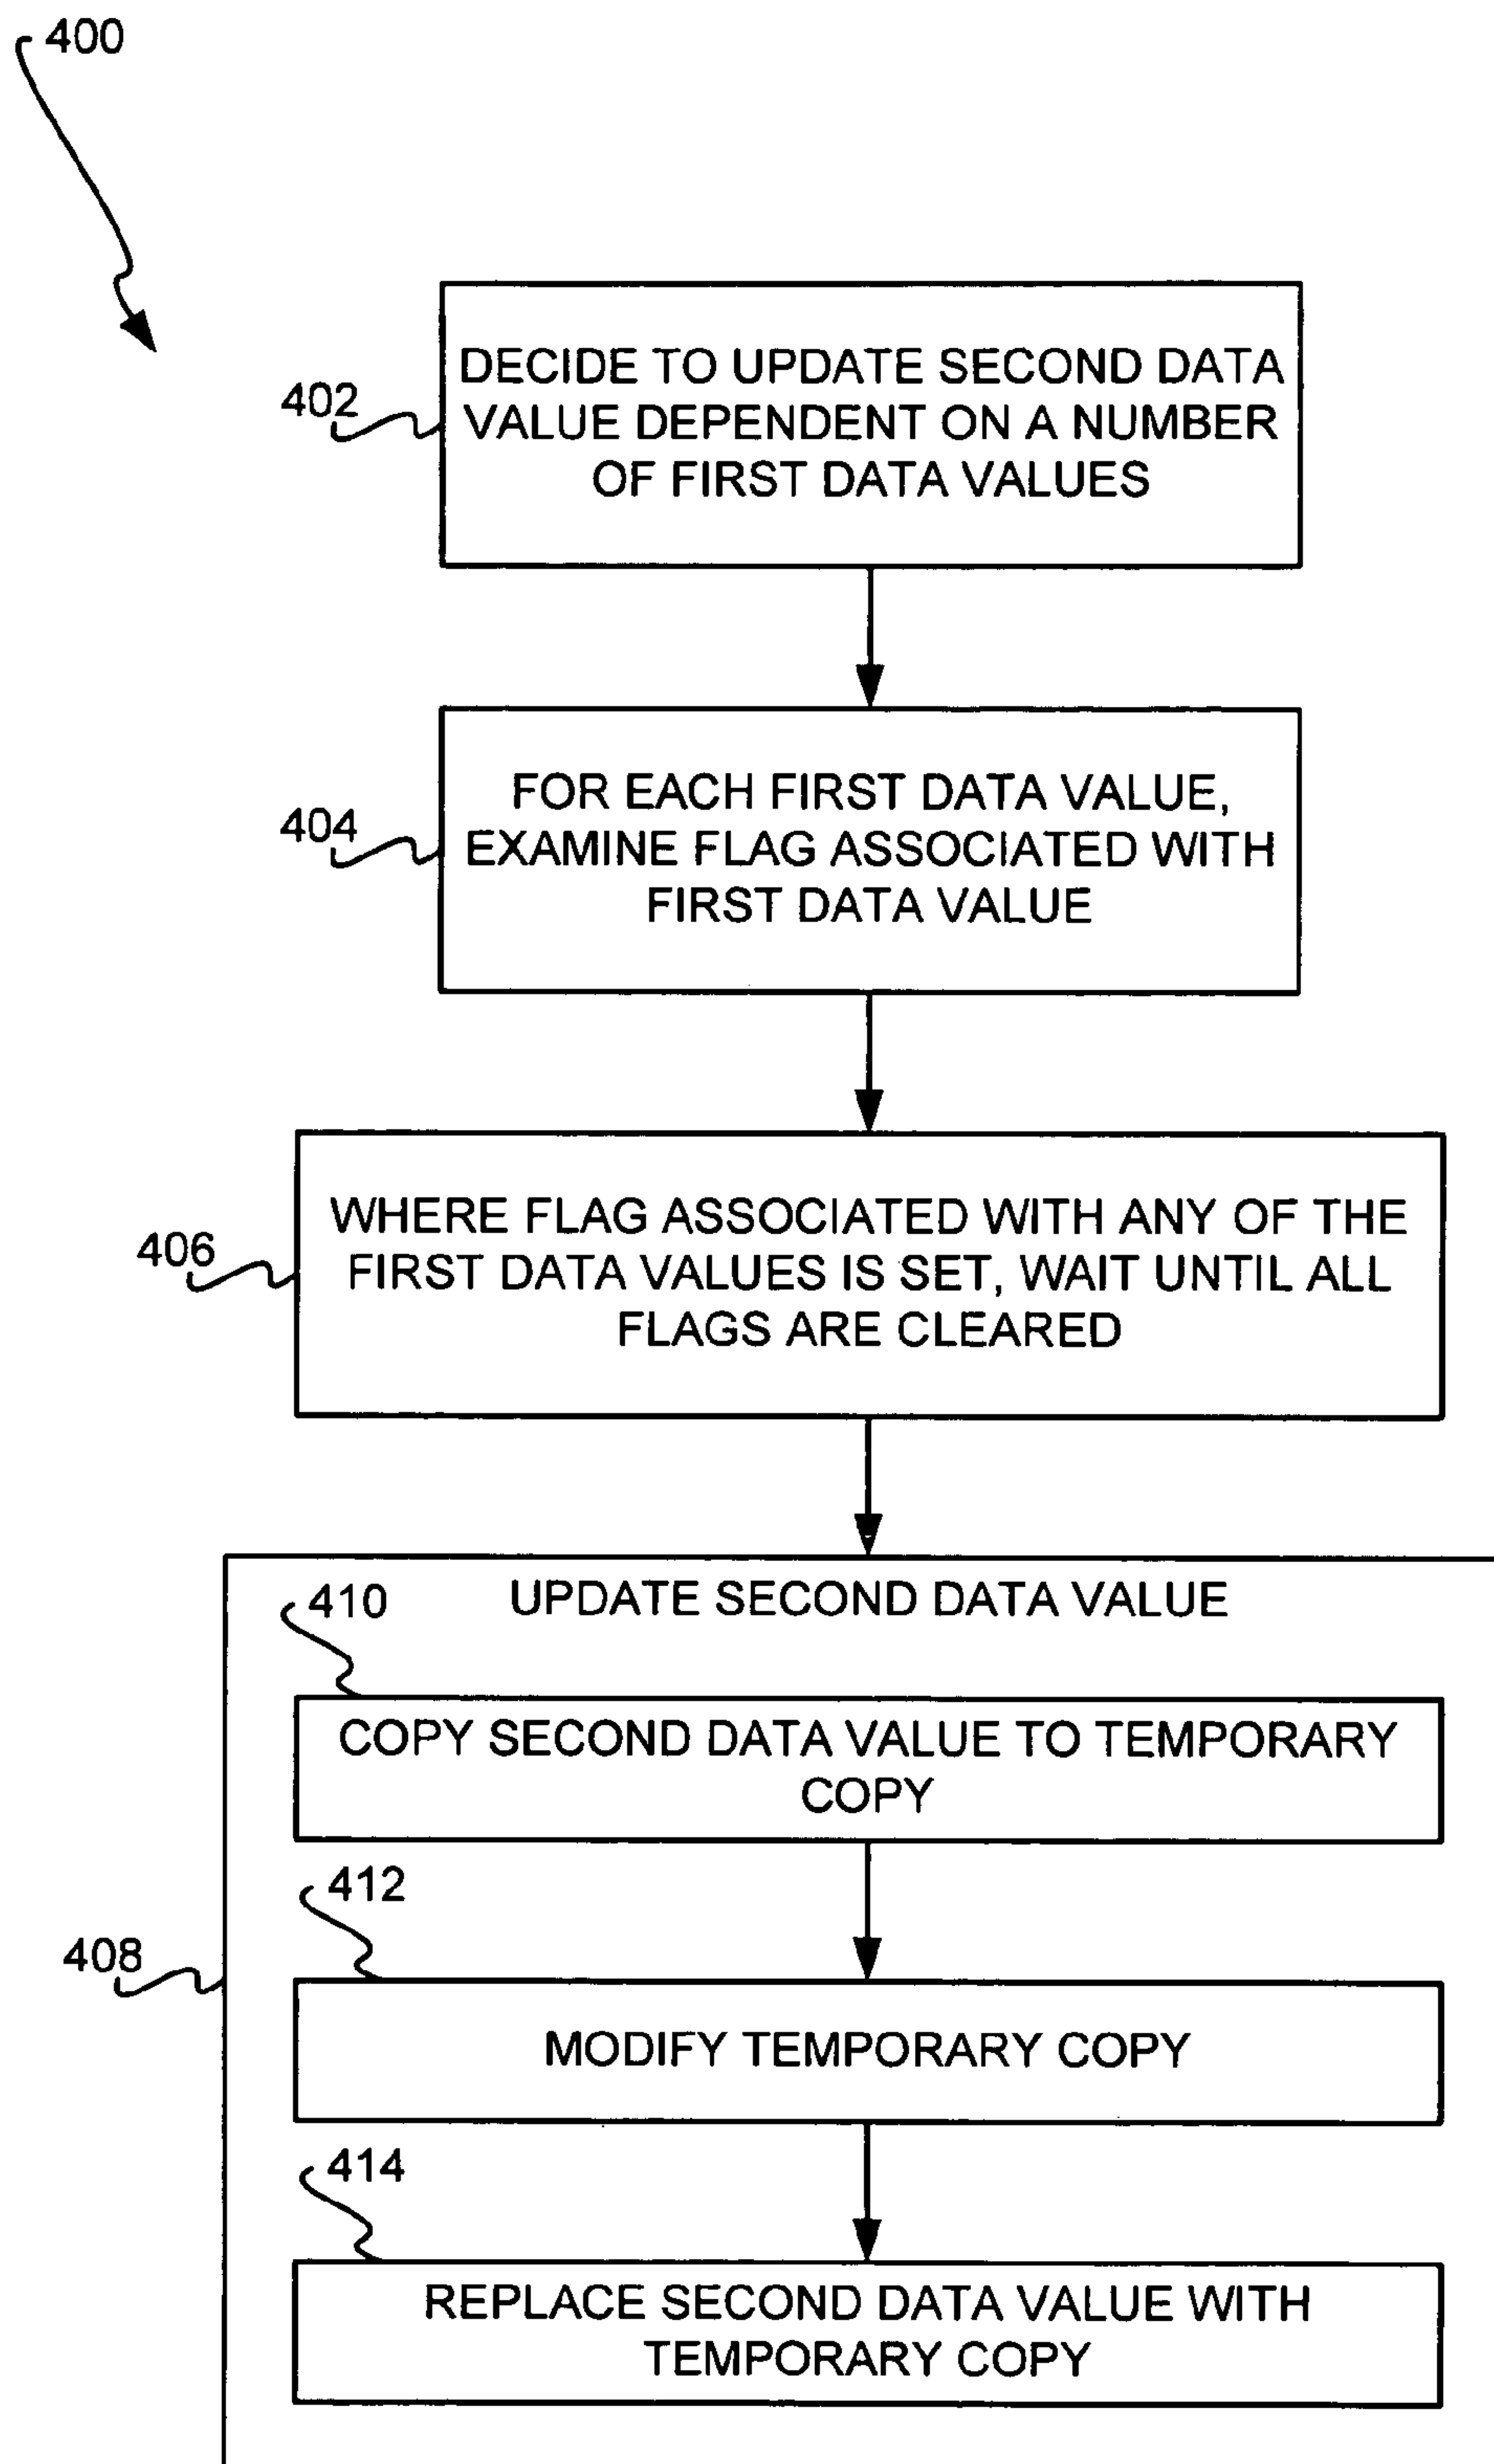 400
DECIDE TO UPDATE SECOND DATA
VALUE DEPENDENT ON A NUMBER
OF FIRST DATA VALUES
402
FOR EACH FIRST DATA VALUE,
EXAMINE FLAG ASSOCIATED WITH
FIRST DATA VALUE
404
WHERE FLAG ASSOCIATED WITH ANY OF THE
FIRST DATA VALUES IS SET, WAIT UNTIL ALL
FLAGS ARE CLEARED
406
UPDATE SECOND DATA VALUE
410
COPY SECOND DATA VALUE TO TEMPORARY
COPY
412
408
MODIFY TEMPORARY COPY
414
REPLACE SECOND DATA VALUE WITH
TEMPORARY COPY